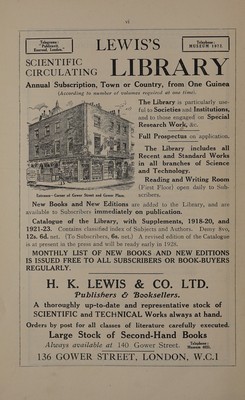 vi
Telegrams:
"Publicavit,
Euroad, London."
LEWIS'S
Telephone:
MUSEUM 1072.
SCIENTIFIC
CIRCULATING
LIBRARY
Annual Subscription, Town or Country, from One Guinea
(According to number of volumes required at one time).
The Library is particularly use-
ful to Societies and Institutions,
and to those engaged on Special
Research Work, &c.
Full Prospectus on application.
The Library includes all
Recent and Standard Works
in all branches of Science
and Technology.
Reading and Writing Room
(First Floor) open daily to Sub-
scribers.
Entrance—Corner of Gower Street and Gower Place.
New Books and New Editions are added to the Library, and are
available to Subscribers immediately on publication.
Catalogue of the Library, with Supplements, 1918-20, and
1921-23. Contains classified index of Subjects and Authors. Demy 8vo,
12s. 6d. net. (To Subscribers, 6s. net.) A revised edition of the Catalogue
is at present in the press and will be ready early in 1928.
MONTHLY LIST OF NEW BOOKS AND NEW EDITIONS
IS ISSUED FREE TO ALL SUBSCRIBERS OR BOOK-BUYERS
REGULARLY.
H. K. LEWIS & CO. LTD.
Publishers & Booksellers.
A thoroughly up-to-date and representative stock of
SCIENTIFIC and TECHNICAL Works always at hand.
Orders by post for all classes of literature carefully executed.
Large Stock of Second-Hand Books
Always available at 140 Gower Street.
Telephone:
Museum 4031.
136 GOWER STREET, LONDON, W.C.1